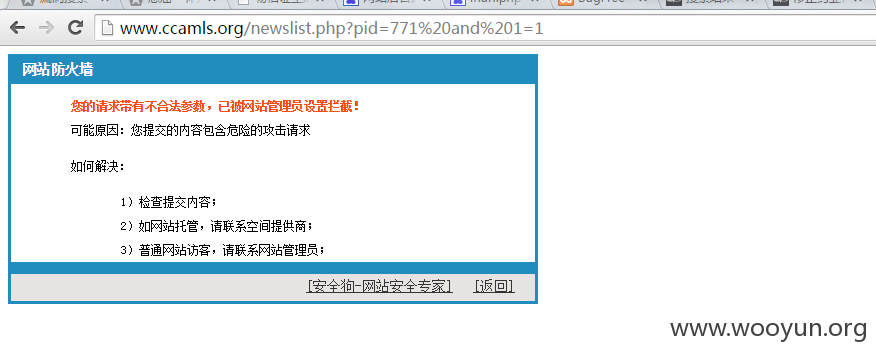 www.ccamls.org/newslist.php?pid=771%20and%201=1
网站防火墙
您的请求带有不合法参数，已被网站管理员设置拦截！
可能原因：您提交的内容包含危险的攻击请求
如何解决：
1）检查提交内容；
2）如网站托管，请联系空间提供商；
3）普通网站访客，请联系网站管理员；
[安全狗-网站安全专家] [返回]
www.wooyun.org